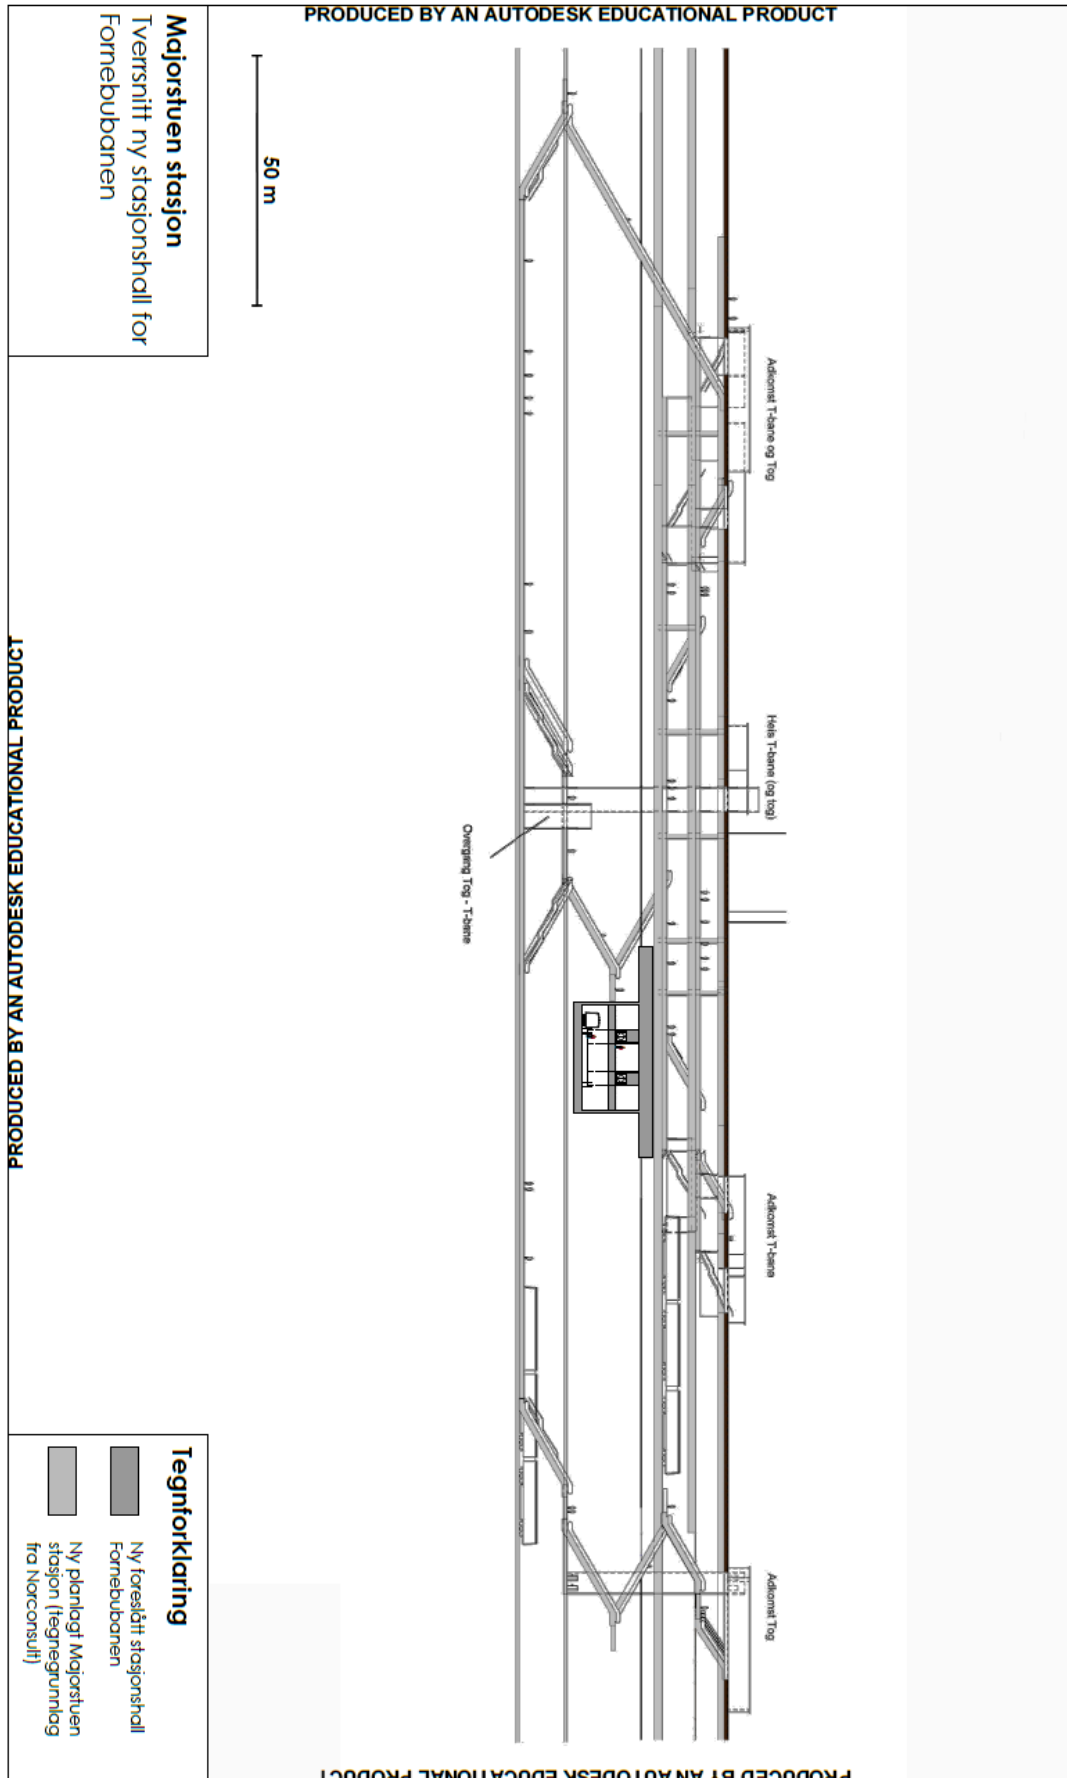 PRODUCED BY AN AUTODESK EDUCATIONAL PRODUCT
Majorstuen stasjon
Tverrsnitt ny stasjonshall for
Fornebubanen
50 m
Adkomst T-bane og Tog
Heis T-bane (og tog)
Overgang Tog - T-bane
Adkomst T-bane
Adkomst Tog
Tegnforklaring
Ny foreslått stasjonshall
Fornebubanen
Ny planlagt Majorstuen
stasjon (tegnegrunnlag
fra Norconsult)
PRODUCED BY AN AUTODESK EDUCATIONAL PRODUCT
PRODUCED BY AN AUTODESK EDUCATIONAL PRODUCT